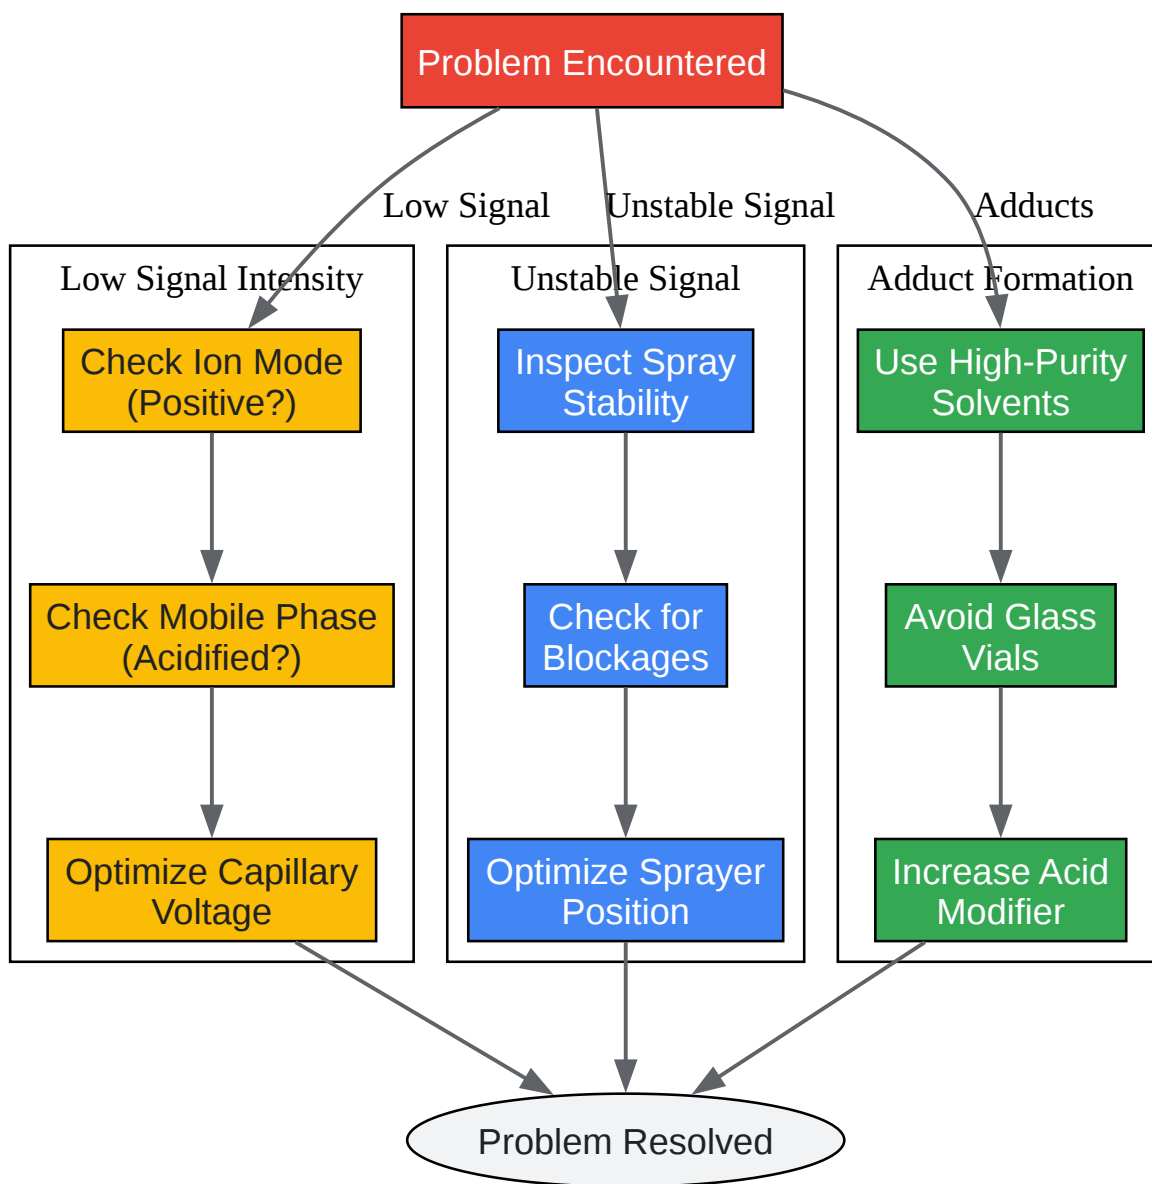 Problem Encountered
Low Signal
Unstable Signal
Adducts
Low Signal Intensity
Unstable Signal
Adduct Formation
Check Ion Mode
(Positive?)
Inspect Spray
Stability
Use High-Purity
Solvents
Check Mobile Phase
(Acidified?)
Check for
Blockages
Avoid Glass
Vials
Optimize Capillary
Voltage
Optimize Sprayer
Position
Increase Acid
Modifier
Problem Resolved